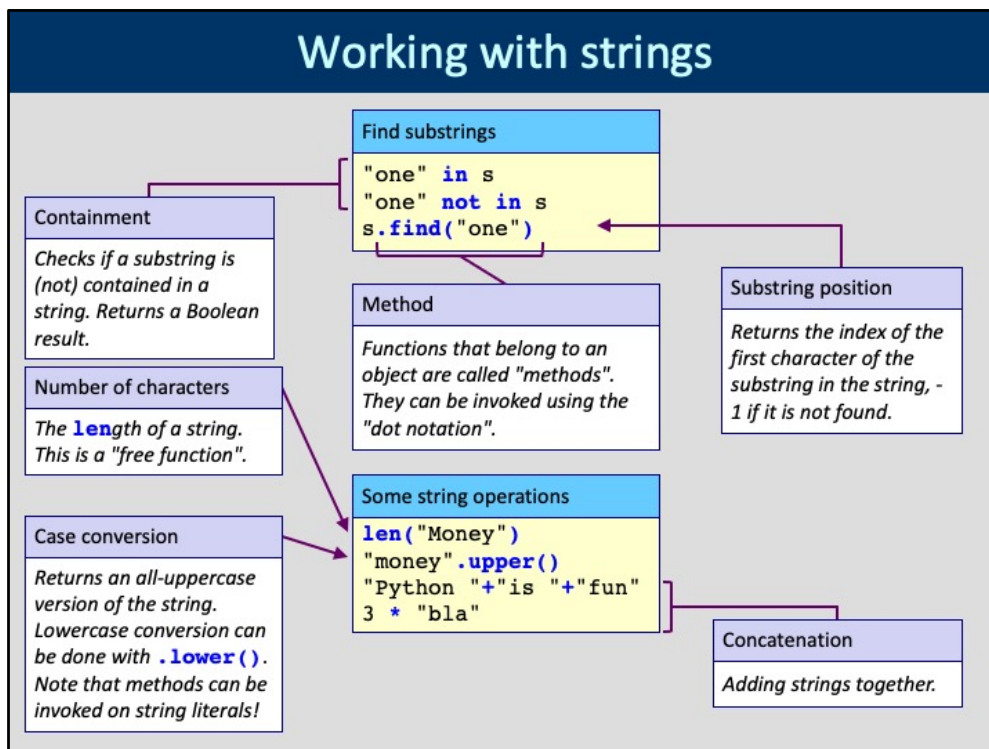 Working with strings
Find substrings
"one" in s
"one" not in s
s.find("one")
Containment
Checks if a substring is
(not) contained in a
string. Returns a Boolean
result.
Method
Functions that belong to an
object are called "methods".
They can be invoked using the
"dot notation".
Substring position
Returns the index of the
first character of the
substring in the string, -
1 if it is not found.
Number of characters
The length of a string.
This is a "free function".
Some string operations
len("Money")
"money".upper()
"Python "+"is "+"fun"
3 * "bla"
Case conversion
Returns an all-uppercase
version of the string.
Lowercase conversion can
be done with .lower().
Note that methods can be
invoked on string literals!
Concatenation
Adding strings together.